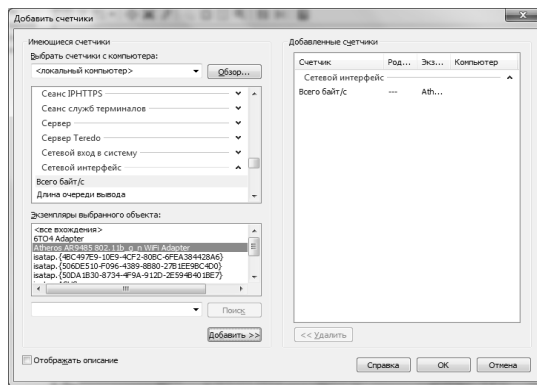 Добавить счетчики
Имеющиеся счетчики
Выбрать счетчики с компьютера:
<локальный компьютер>
Обзор...
Сеанс IPHTTPS
Сеанс служб терминалов
Сервер
Сервер Teredo
Сетевой вход в систему
Сетевой интерфейс
Всего байт/с
Длина очереди вывода
Экземпляры выбранного объекта:
<все вхождения>
6TO4 Adapter
Atheros AR9485 802.11b_g_n WiFi Adapter
isatap.{4BC497E9-10E9-4CF2-80BC-6FEA384428A6}
isatap.{506DE510-F096-4389-8B80-27B1EE9BC4D0}
isatap.{50DA1B30-8734-4F9A-912D-2E594B401BE7}
Поиск
Добавить >>
Отображать описание
Добавленные счетчики
Счетчик Род... Экз... Компьютер
Сетевой интерфейс
Всего байт/с --- Ath...
<< Удалить
Справка OK Отмена